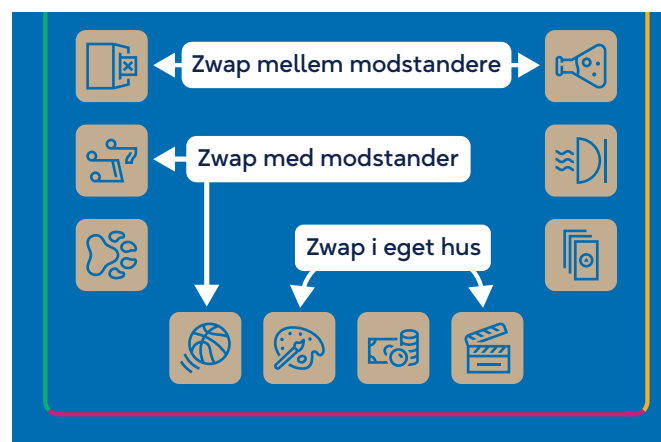 Zwap mellem modstandere
Zwap med modstander
Zwap i eget hus